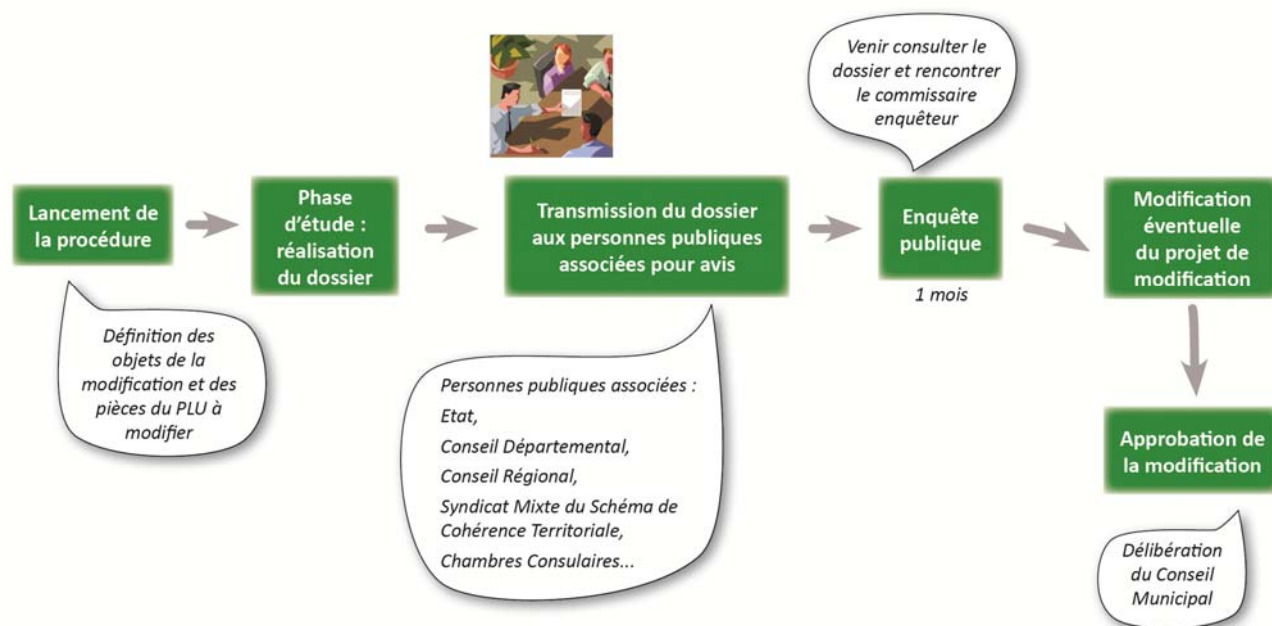 Venir consulter le
dossier et rencontrer
le commissaire
enquêteur
Lancement de
la procédure
Phase
d'étude :
réalisation
du dossier
Transmission du dossier
aux personnes publiques
associées pour avis
Enquête
publique
1 mois
Modification
éventuelle
du projet de
modification
Définition des
objets de la
modification et des
pièces du PLU à
modifier
Personnes publiques associées :
Etat,
Conseil Départemental,
Conseil Régional,
Syndicat Mixte du Schéma de
Cohérence Territoriale,
Chambres Consulaires...
Approbation de
la modification
Délibération
du Conseil
Municipal